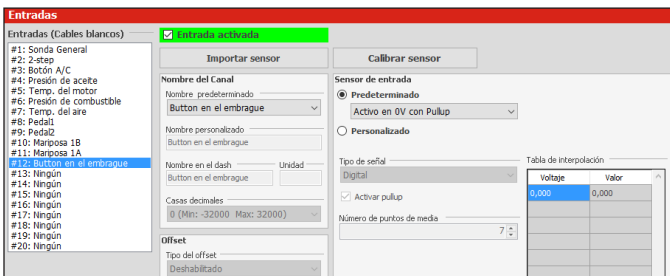 Entradas
Entradas (Cables blancos)
#1: Sonda General
#2: 2-step
#3: Botón A/C
#4: Presión de aceite
#5: Temp. del motor
#6: Presión de combustible
#7: Temp. del aire
#8: Pedal1
#9: Pedal2
#10: Mariposa 1B
#11: Mariposa 1A
#12: Button en el embrague
#13: Ningún
#14: Ningún
#15: Ningún
#16: Ningún
#17: Ningún
#18: Ningún
#19: Ningún
#20: Ningún
Entrada activada
Importar sensor
Calibrar sensor
Nombre del Canal
Nombre predeterminado
Button en el embrague
Nombre personalizado
Button en el embrague
Nombre en el dash Unidad
Button en el embrague
Casas decimales
0 (Min: -32000 Max: 32000)
Offset
Tipo del offset
Deshabilitado
Sensor de entrada
Predeterminado
Activo en 0V con Pullup
Personalizado
Tipo de señal
Digital
Activar pullup
Número de puntos de media
7
Tabla de interpolación
Voltaje Valor
0,000 0,000